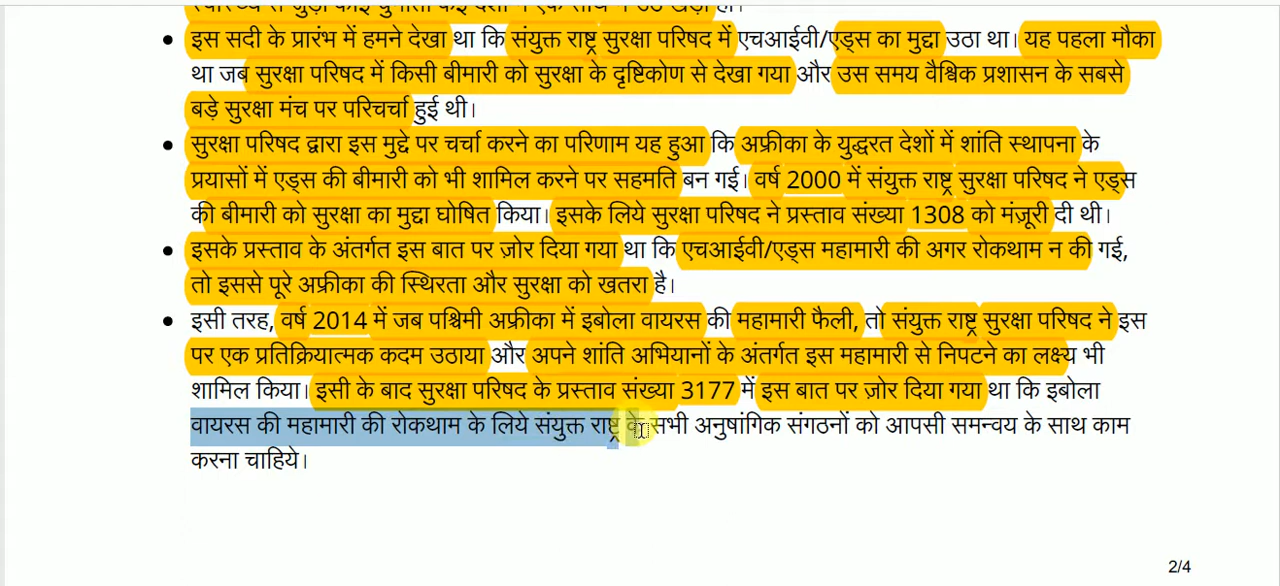 स्वास्थ्य से जुड़ी कोई चुनौती कई देशों में एक साथ न उठ खड़ी हो।
• इस सदी के प्रारंभ में हमने देखा था कि संयुक्त राष्ट्र सुरक्षा परिषद में एचआईवी/एड्स का मुद्दा उठा था। यह पहला मौका
था जब सुरक्षा परिषद में किसी बीमारी को सुरक्षा के दृष्टिकोण से देखा गया और उस समय वैश्विक प्रशासन के सबसे
बड़े सुरक्षा मंच पर परिचर्चा हुई थी।
• सुरक्षा परिषद द्वारा इस मुद्दे पर चर्चा करने का परिणाम यह हुआ कि अफ्रीका के युद्धरत देशों में शांति स्थापना के
प्रयासों में एड्स की बीमारी को भी शामिल करने पर सहमति बन गई। वर्ष 2000 में संयुक्त राष्ट्र सुरक्षा परिषद ने एड्स
की बीमारी को सुरक्षा का मुद्दा घोषित किया। इसके लिये सुरक्षा परिषद ने प्रस्ताव संख्या 1308 को मंज़ूरी दी थी।
• इसके प्रस्ताव के अंतर्गत इस बात पर ज़ोर दिया गया था कि एचआईवी/एड्स महामारी की अगर रोकथाम न की गई,
तो इससे पूरे अफ्रीका की स्थिरता और सुरक्षा को खतरा है।
• इसी तरह, वर्ष 2014 में जब पश्चिमी अफ्रीका में इबोला वायरस की महामारी फैली, तो संयुक्त राष्ट्र सुरक्षा परिषद ने इस
पर एक प्रतिक्रियात्मक कदम उठाया और अपने शांति अभियानों के अंतर्गत इस महामारी से निपटने का लक्ष्य भी
शामिल किया। इसी के बाद सुरक्षा परिषद के प्रस्ताव संख्या 3177 में इस बात पर ज़ोर दिया गया था कि इबोला
वायरस की महामारी की रोकथाम के लिये संयुक्त राष्ट्र के सभी अनुषांगिक संगठनों को आपसी समन्वय के साथ काम
करना चाहिये।
2/4